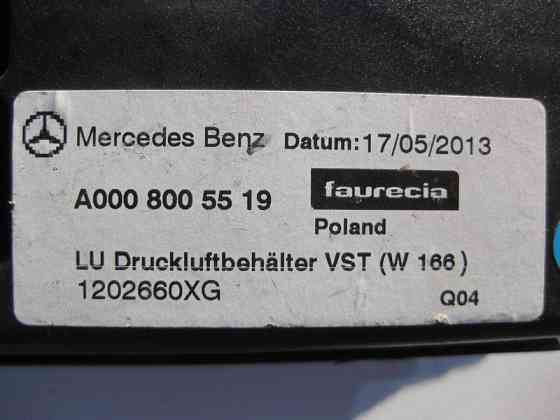 Mercedes Benz Datum:17/05/2013
A000 800 55 19 faurecia
Poland
LU Druckluftbehälter VST (W 166)
1202660XG Q04